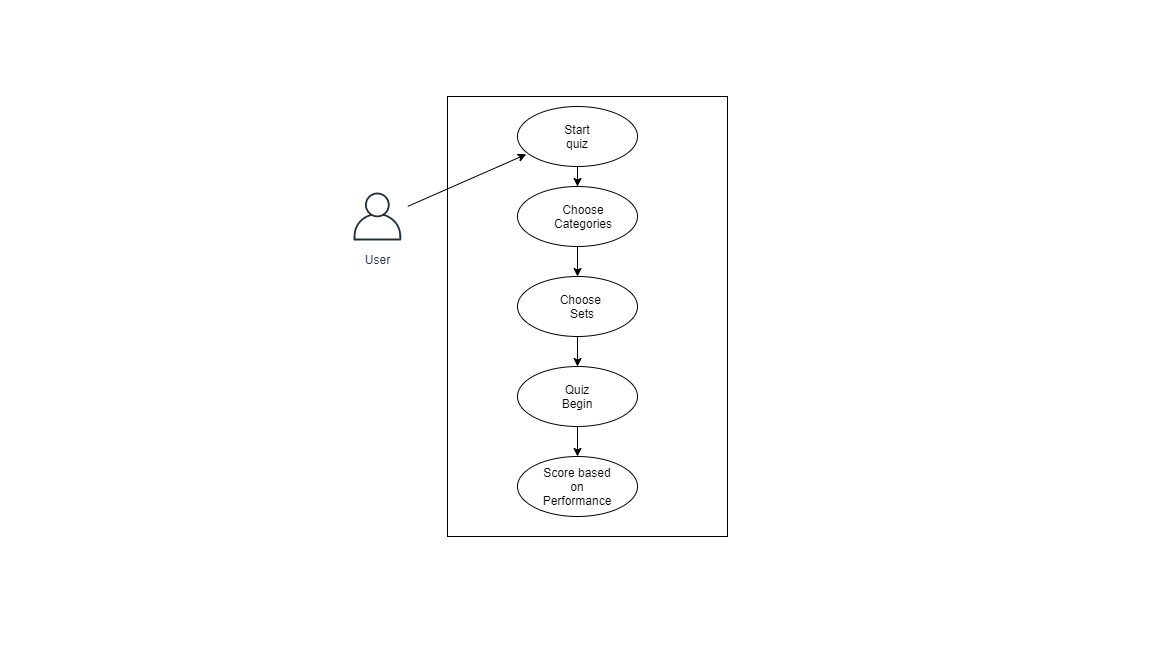 Start
quiz
Choose
Categories
User
Choose
Sets
Quiz
Begin
Score based
on
Performance